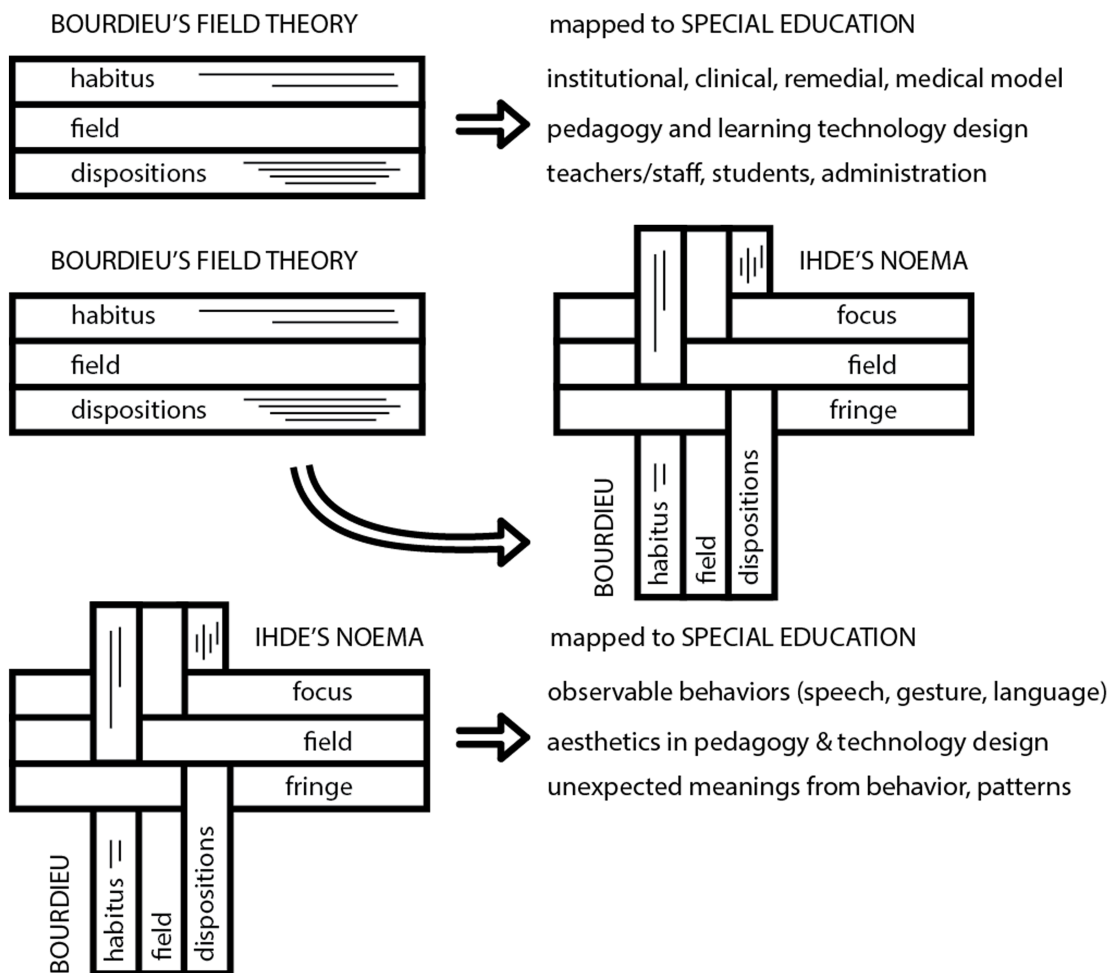 BOURDIEU'S FIELD THEORY
mapped to SPECIAL EDUCATION
habitus
institutional, clinical, remedial, medical model
field
pedagogy and learning technology design
dispositions
teachers/staff, students, administration
BOURDIEU'S FIELD THEORY
habitus
field
dispositions
IHDE'S NOEMA
focus
field
fringe
BOURDIEU
habitus
field
dispositions
IHDE'S NOEMA
focus
field
fringe
BOURDIEU
habitus
field
dispositions
mapped to SPECIAL EDUCATION
observable behaviors (speech, gesture, language)
aesthetics in pedagogy & technology design
unexpected meanings from behavior, patterns